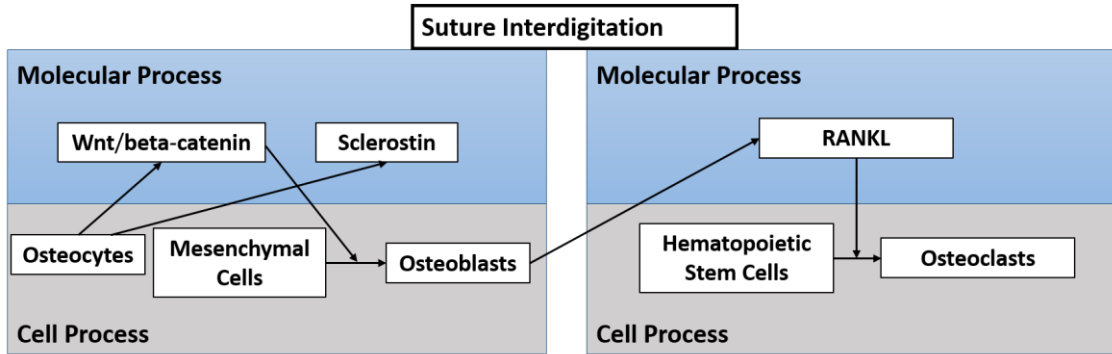 Suture Interdigitation
Molecular Process
Wnt/beta-catenin
Sclerostin
Osteocytes
Mesenchymal
Cells
Osteoblasts
Cell Process
Molecular Process
RANKL
Hematopoietic
Stem Cells
Osteoclasts
Cell Process